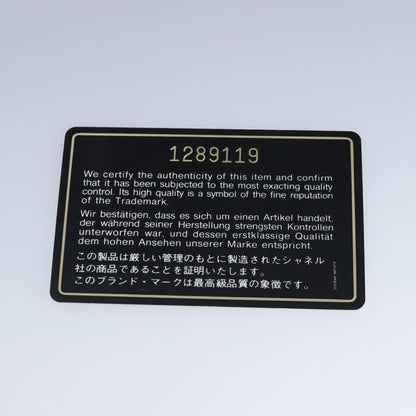 1289119
We certify the authenticity of this item and confirm
that it has been subjected to the most exacting quality
control. Its high quality is a symbol of the fine reputation
of the Trademark.
Wir bestätigen, dass es sich um einen Artikel handelt,
der während seiner Herstellung strengsten Kontrollen
unterworfen war, und dessen erstklassige Qualität
dem hohen Ansehen unserer Marke entspricht.
この製品は厳しい管理のもとに製造されたシャネル
社の商品であることを証明いたします。
このブランド・マークは最高級品質の象徴です。